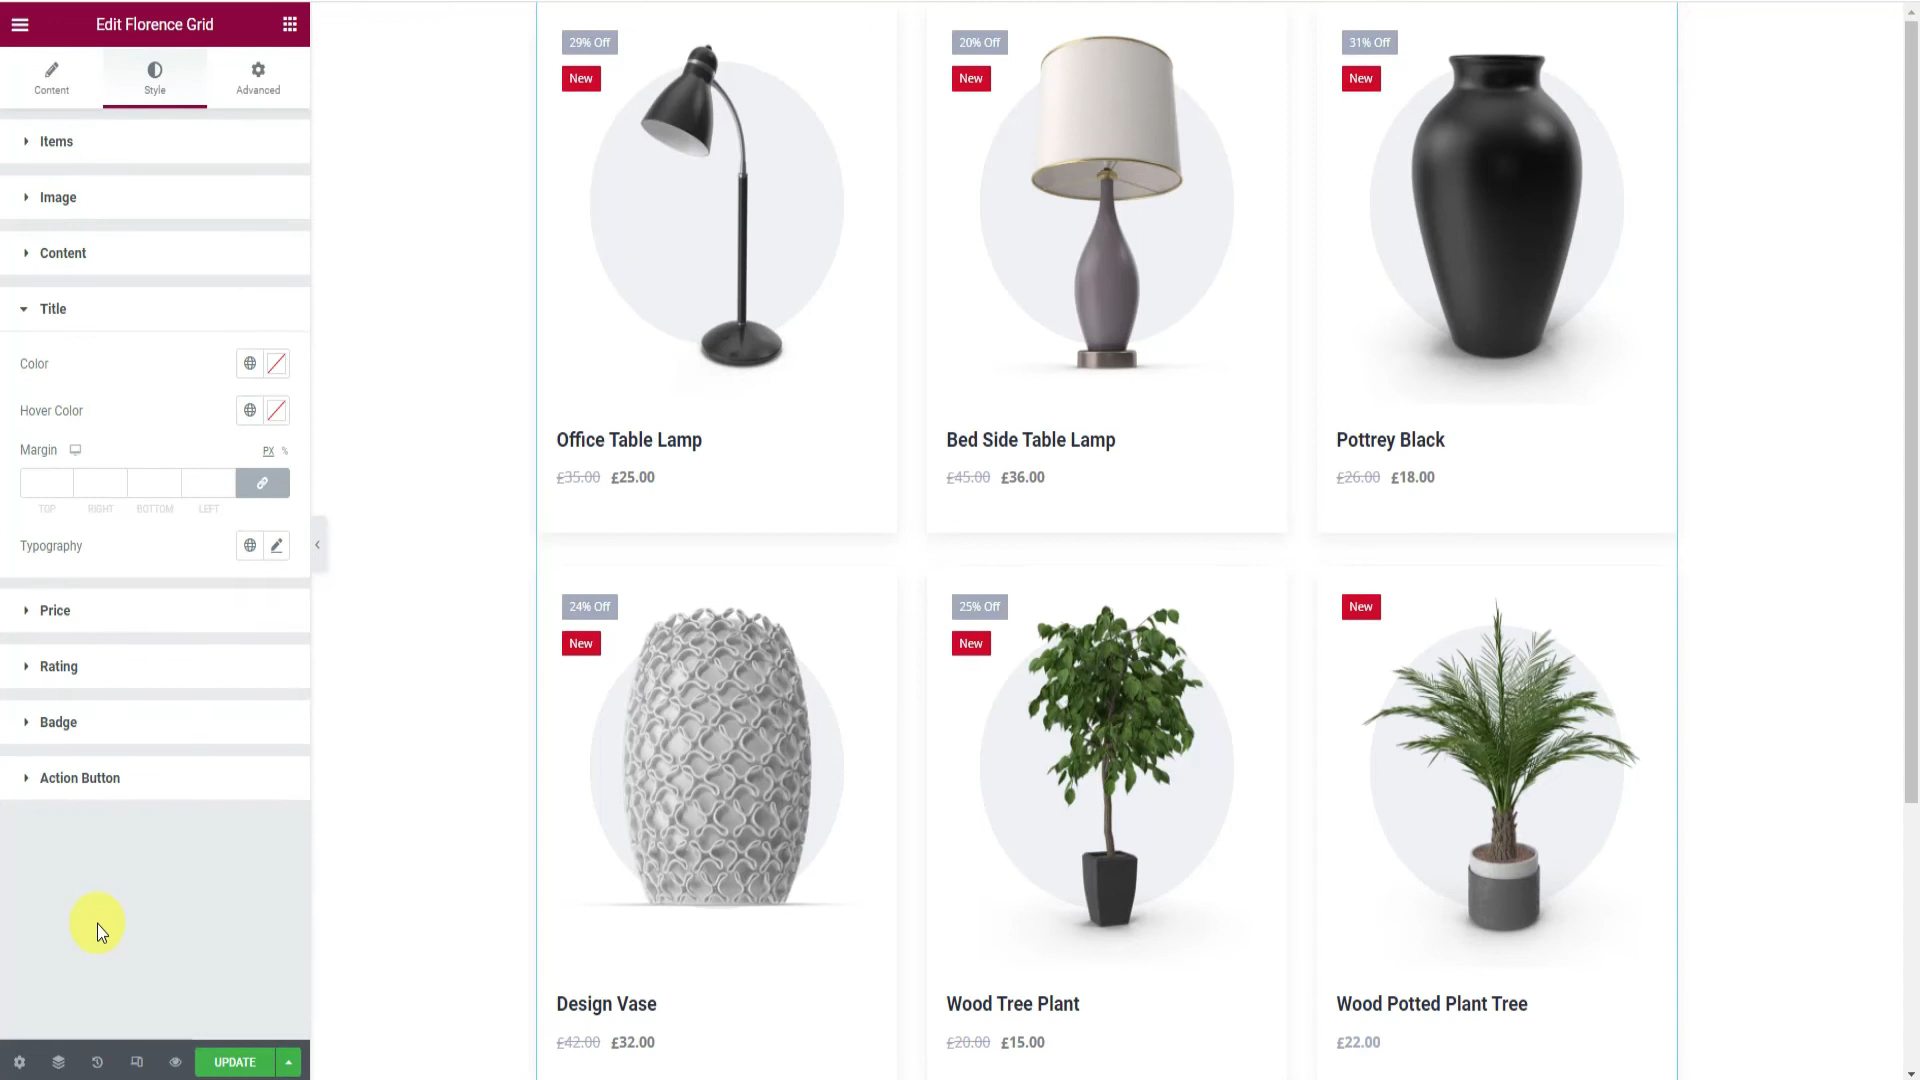 Edit Florence Grid
Content
Style
Advanced
Items
Image
Content
Title
Color
Hover Color
Margin
PX %
TOP RIGHT BOTTOM LEFT
Typography
Price
Rating
Badge
Action Button
UPDATE
29% Off
New
Office Table Lamp
£35.00 £25.00
20% Off
New
Bed Side Table Lamp
£45.00 £36.00
31% Off
New
Pottrey Black
£26.00 £18.00
24% Off
New
Design Vase
£42.00 £32.00
25% Off
New
Wood Tree Plant
£20.00 £15.00
New
Wood Potted Plant Tree
£22.00